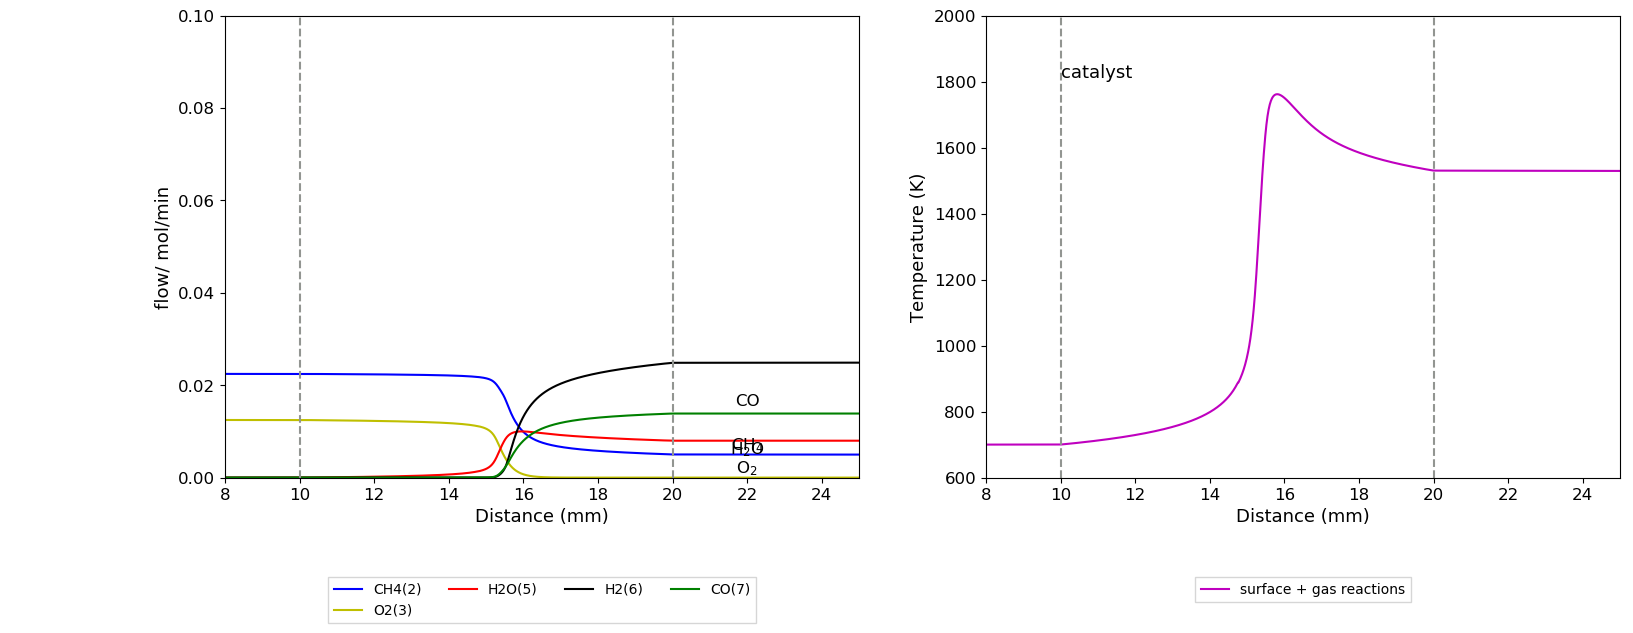 0.10
0.08
0.06
0.04
0.02
0.00
flow/ mol/min
CO
CH₄
H₂O
O₂
8 10 12 14 16 18 20 22 24
Distance (mm)
CH4(2) H2O(5) H2(6) CO(7)
O2(3)
2000
1800
1600
1400
1200
1000
800
600
Temperature (K)
catalyst
8 10 12 14 16 18 20 22 24
Distance (mm)
surface + gas reactions